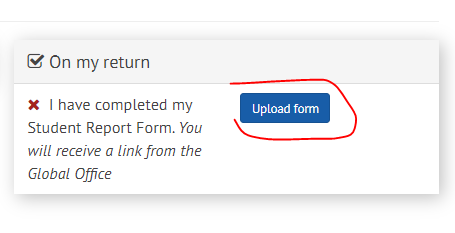 On my return
I have completed my
Upload form
Student Report Form. You
will receive a link from the
Global Office